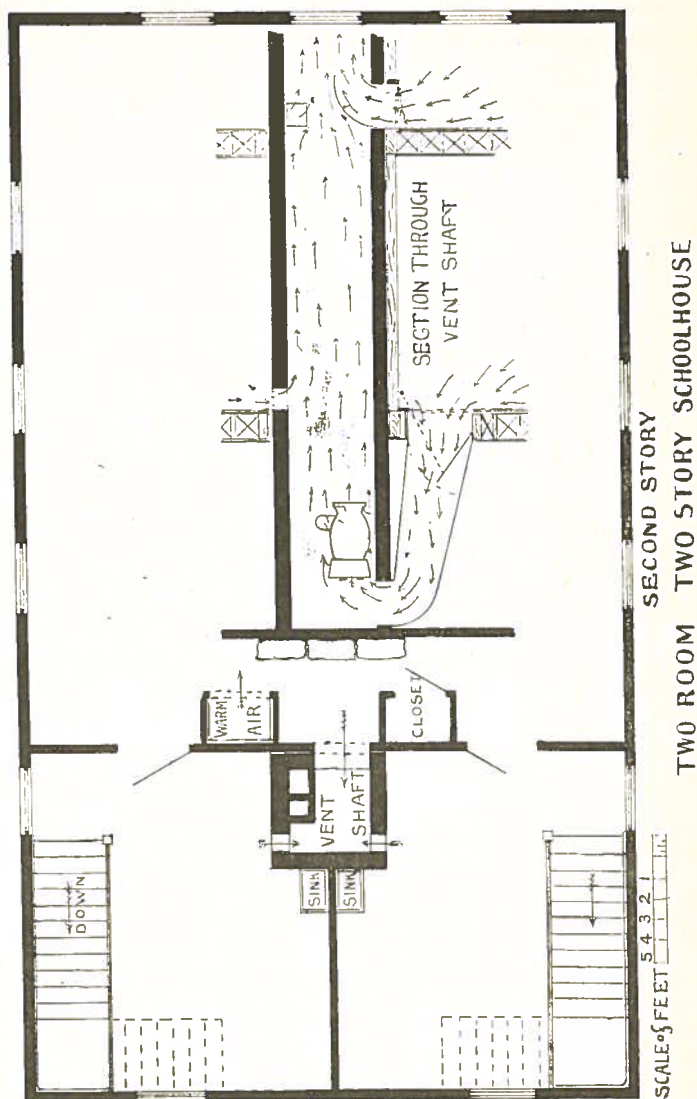 SECTION THROUGH
VENT SHAFT
WARM
AIR
CLOSET
VENT
SHAFT
SINK
SINK
DOWN
SECOND STORY
SCALE of FEET 5 4 3 2 1
TWO ROOM TWO STORY SCHOOLHOUSE